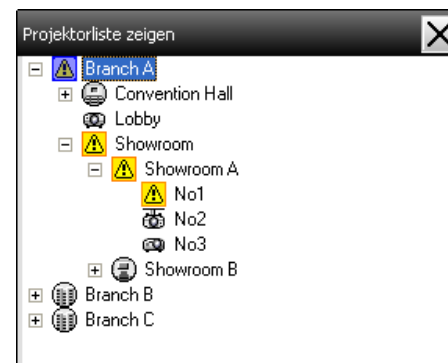 Projektorliste zeigen
Branch A
Convention Hall
Lobby
Showroom
Showroom A
No1
No2
No3
Showroom B
Branch B
Branch C